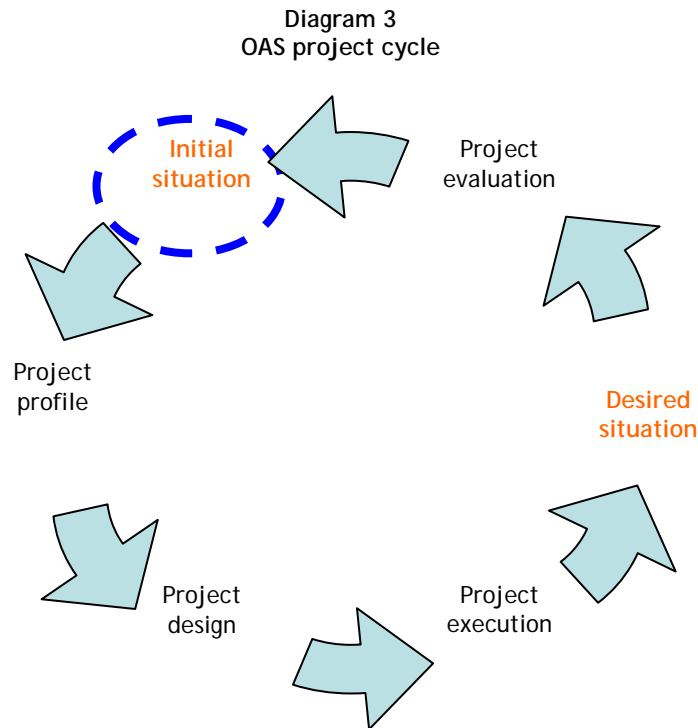 Diagram 3
OAS project cycle
Initial
situation
Project
evaluation
Project
profile
Desired
situation
Project
design
Project
execution